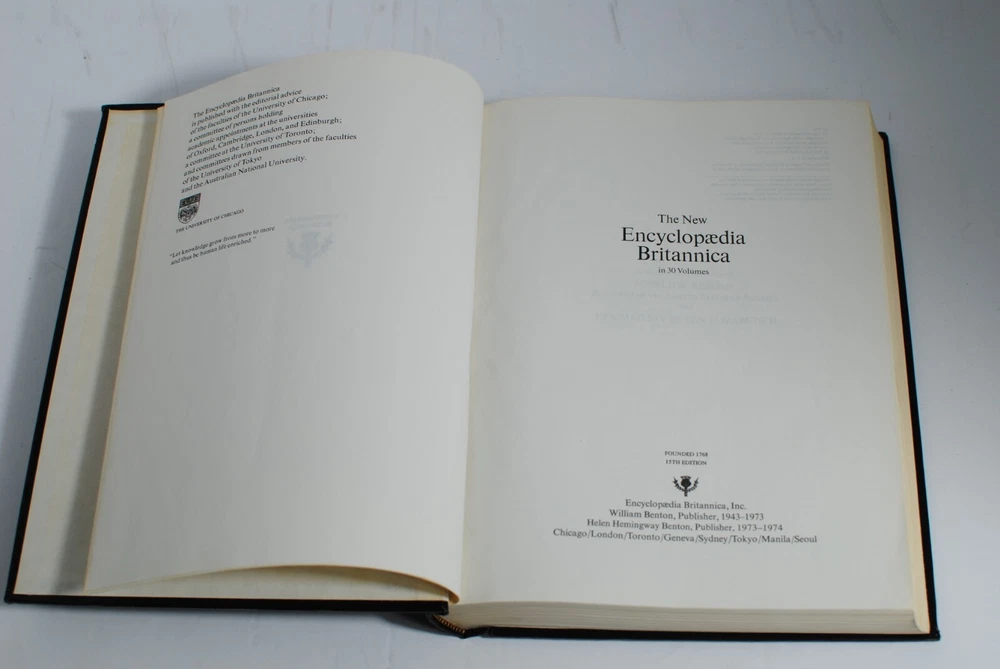 The Encyclopædia Britannica
is published with the editorial advice
of the faculties of the University of Chicago;
a committee of persons holding
academic appointments at the universities
of Oxford, Cambridge, London, and Edinburgh;
a committee at the University of Toronto;
and committees drawn from members of the faculties
of the University of Tokyo
and the Australian National University.
THE UNIVERSITY OF CHICAGO
"Let knowledge grow from more to more
and thus be human life enriched."
The New
Encyclopædia
Britannica
in 30 Volumes
FOUNDED 1768
15TH EDITION
Encyclopædia Britannica, Inc.
William Benton, Publisher, 1943–1973
Helen Hemingway Benton, Publisher, 1973–1974
Chicago/London/Toronto/Geneva/Sydney/Tokyo/Manila/Seoul